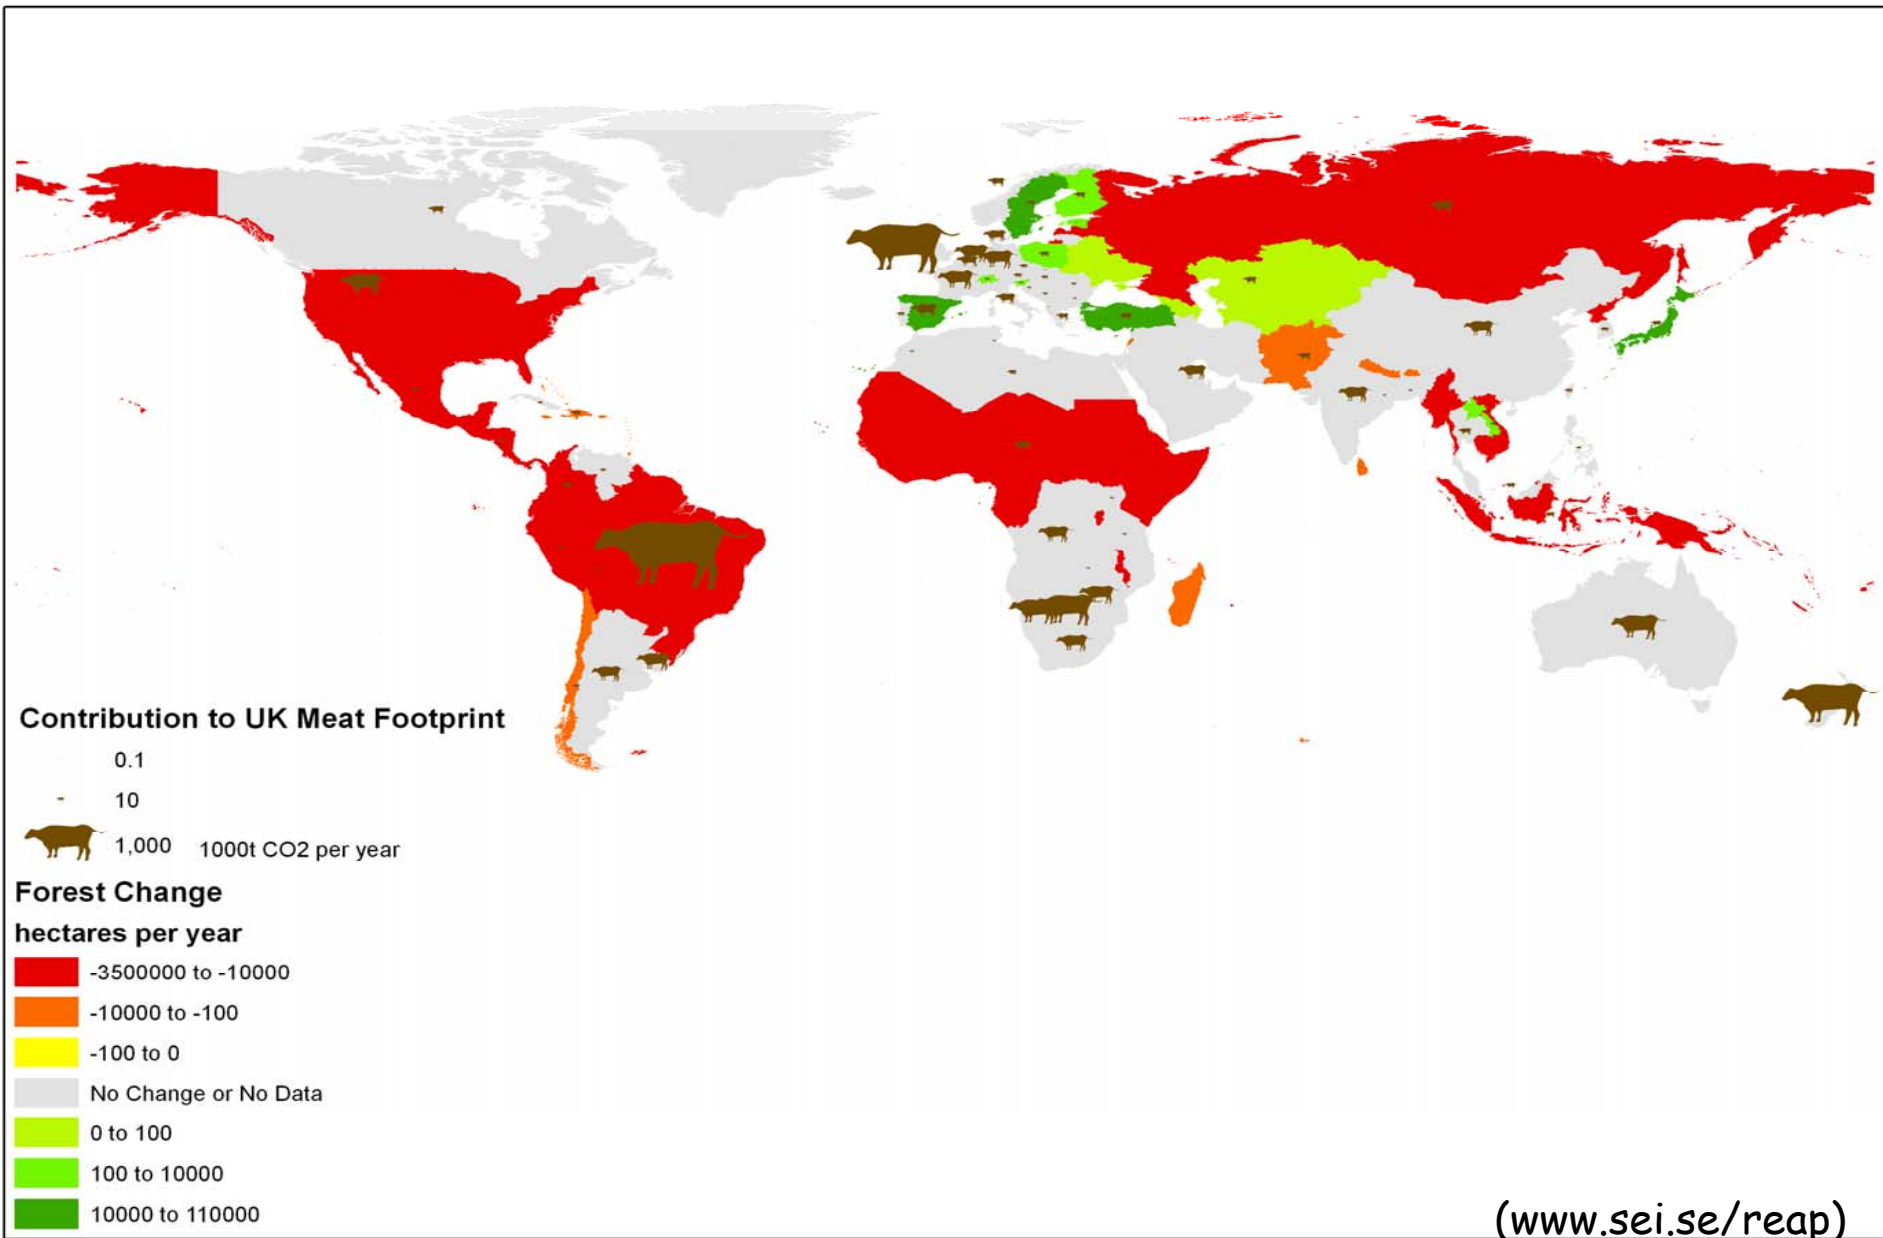 Contribution to UK Meat Footprint
0.1
10
1,000 1000t CO2 per year
Forest Change
hectares per year
-3500000 to -10000
-10000 to -100
-100 to 0
No Change or No Data
0 to 100
100 to 10000
10000 to 110000
(www.sei.se/reap)